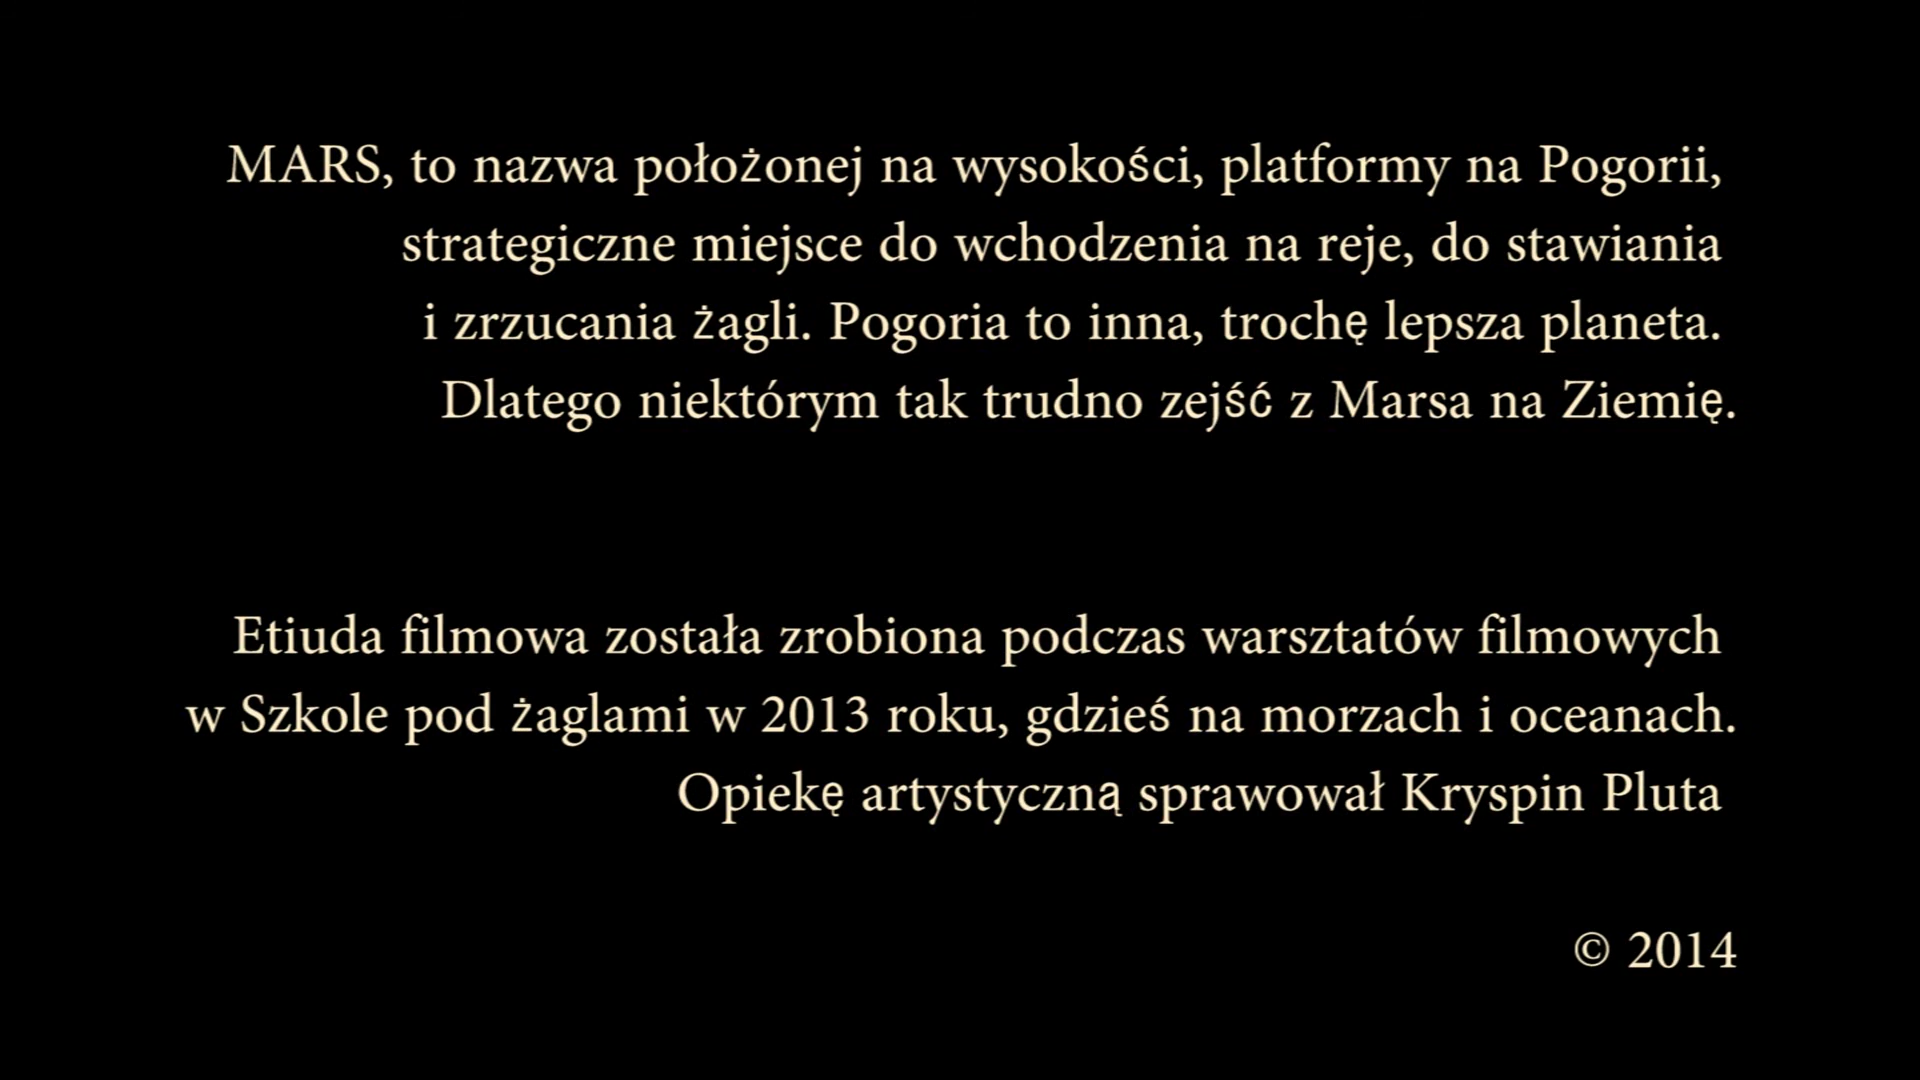 MARS, to nazwa położonej na wysokości, platformy na Pogorii,
strategiczne miejsce do wchodzenia na reje, do stawiania
i zrzucania żagli. Pogoria to inna, trochę lepsza planeta.
Dlatego niektórym tak trudno zejść z Marsa na Ziemię.
Etiuda filmowa została zrobiona podczas warsztatów filmowych
w Szkole pod żaglami w 2013 roku, gdzieś na morzach i oceanach.
Opiekę artystyczną sprawował Kryspin Pluta
© 2014